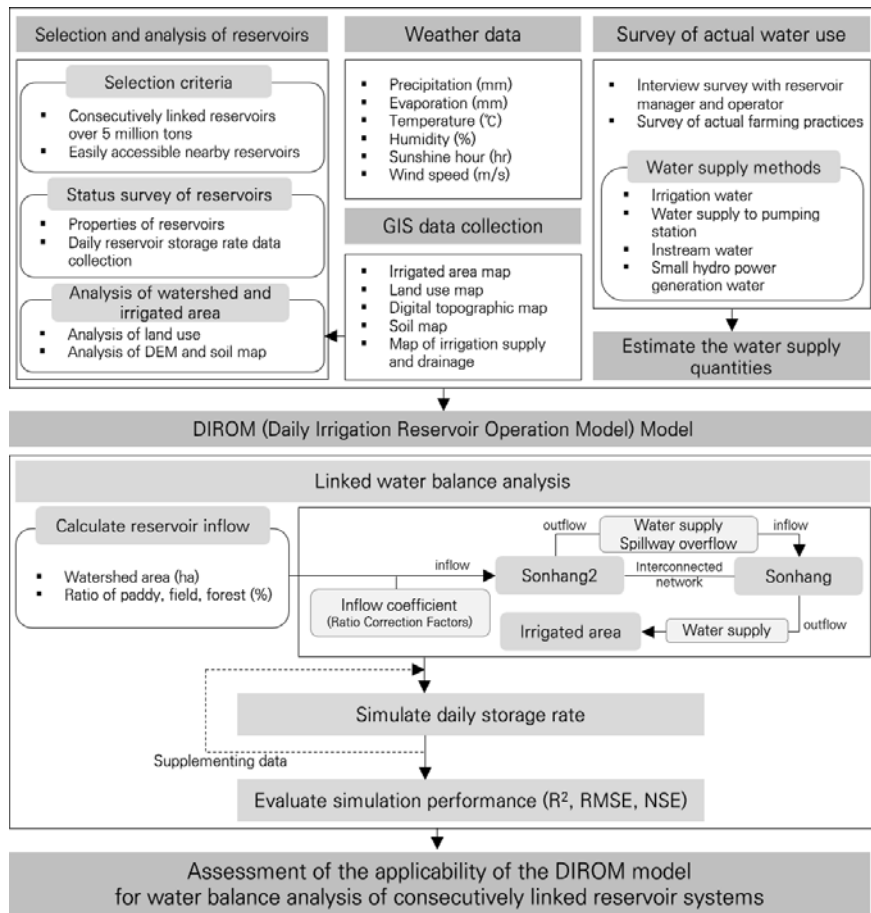 Selection and analysis of reservoirs
Selection criteria
▪ Consecutively linked reservoirs
over 5 million tons
▪ Easily accessible nearby reservoirs
Status survey of reservoirs
▪ Properties of reservoirs
▪ Daily reservoir storage rate data
collection
Analysis of watershed and
irrigated area
▪ Analysis of land use
▪ Analysis of DEM and soil map
Weather data
▪ Precipitation (mm)
▪ Evaporation (mm)
▪ Temperature (℃)
▪ Humidity (%)
▪ Sunshine hour (hr)
▪ Wind speed (m/s)
GIS data collection
▪ Irrigated area map
▪ Land use map
▪ Digital topographic map
▪ Soil map
▪ Map of irrigation supply
and drainage
Survey of actual water use
▪ Interview survey with reservoir
manager and operator
▪ Survey of actual farming practices
Water supply methods
▪ Irrigation water
▪ Water supply to pumping
station
▪ Instream water
▪ Small hydro power
generation water
Estimate the water supply
quantities
DIROM (Daily Irrigation Reservoir Operation Model) Model
Linked water balance analysis
Calculate reservoir inflow
▪ Watershed area (ha)
▪ Ratio of paddy, field, forest (%)
inflow
Inflow coefficient
(Ratio Correction Factors)
outflow
Water supply
Spillway overflow
inflow
Sonhang2
Interconnected
network
Sonhang
Irrigated area
Water supply
outflow
Simulate daily storage rate
Supplementing data
Evaluate simulation performance (R², RMSE, NSE)
Assessment of the applicability of the DIROM model
for water balance analysis of consecutively linked reservoir systems